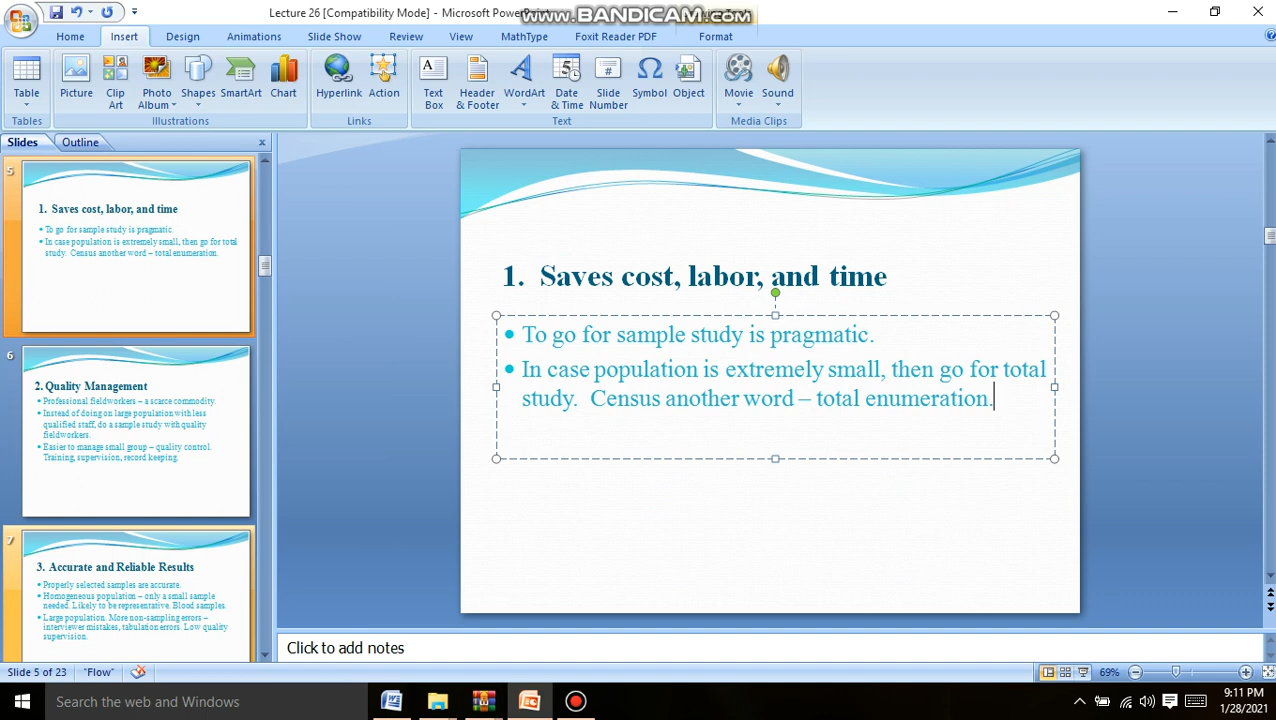 Lecture 26 [Compatibility Mode] - Microsoft PowerPoint
www.BANDICAM.com
Home Insert Design Animations Slide Show Review View MathType Foxit Reader PDF Format
Table Picture Clip Art Photo Album Shapes SmartArt Chart Hyperlink Action Text Box Header & Footer WordArt Date & Time Slide Number Symbol Object Movie Sound
Tables Illustrations Links Text Media Clips
Slides Outline
5
1. Saves cost, labor, and time
• To go for sample study is pragmatic.
• In case population is extremely small, then go for total
study. Census another word – total enumeration.
6
2. Quality Management
• Professional fieldworkers – a scarce commodity.
• Instead of doing on large population with less
qualified staff, do a sample study with quality
fieldworkers.
• Easier to manage small group – quality control.
Training, supervision, record keeping.
7
3. Accurate and Reliable Results
• Properly selected samples are accurate.
• Homogeneous population – only a small sample
needed. Likely to be representative. Blood samples.
• Large population. More non-sampling errors –
interviewer mistakes, tabulation errors. Low quality
supervision.
1. Saves cost, labor, and time
• To go for sample study is pragmatic.
• In case population is extremely small, then go for total
study. Census another word – total enumeration.
Click to add notes
Slide 5 of 23 "Flow" 69%
Search the web and Windows
9:11 PM
1/28/2021